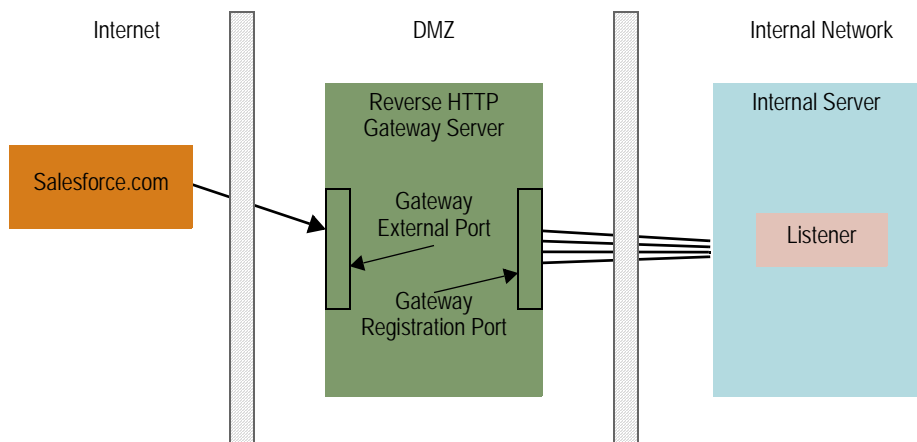 Internet
DMZ
Internal Network
Reverse HTTP
Gateway Server
Internal Server
Salesforce.com
Gateway
External Port
Listener
Gateway
Registration Port